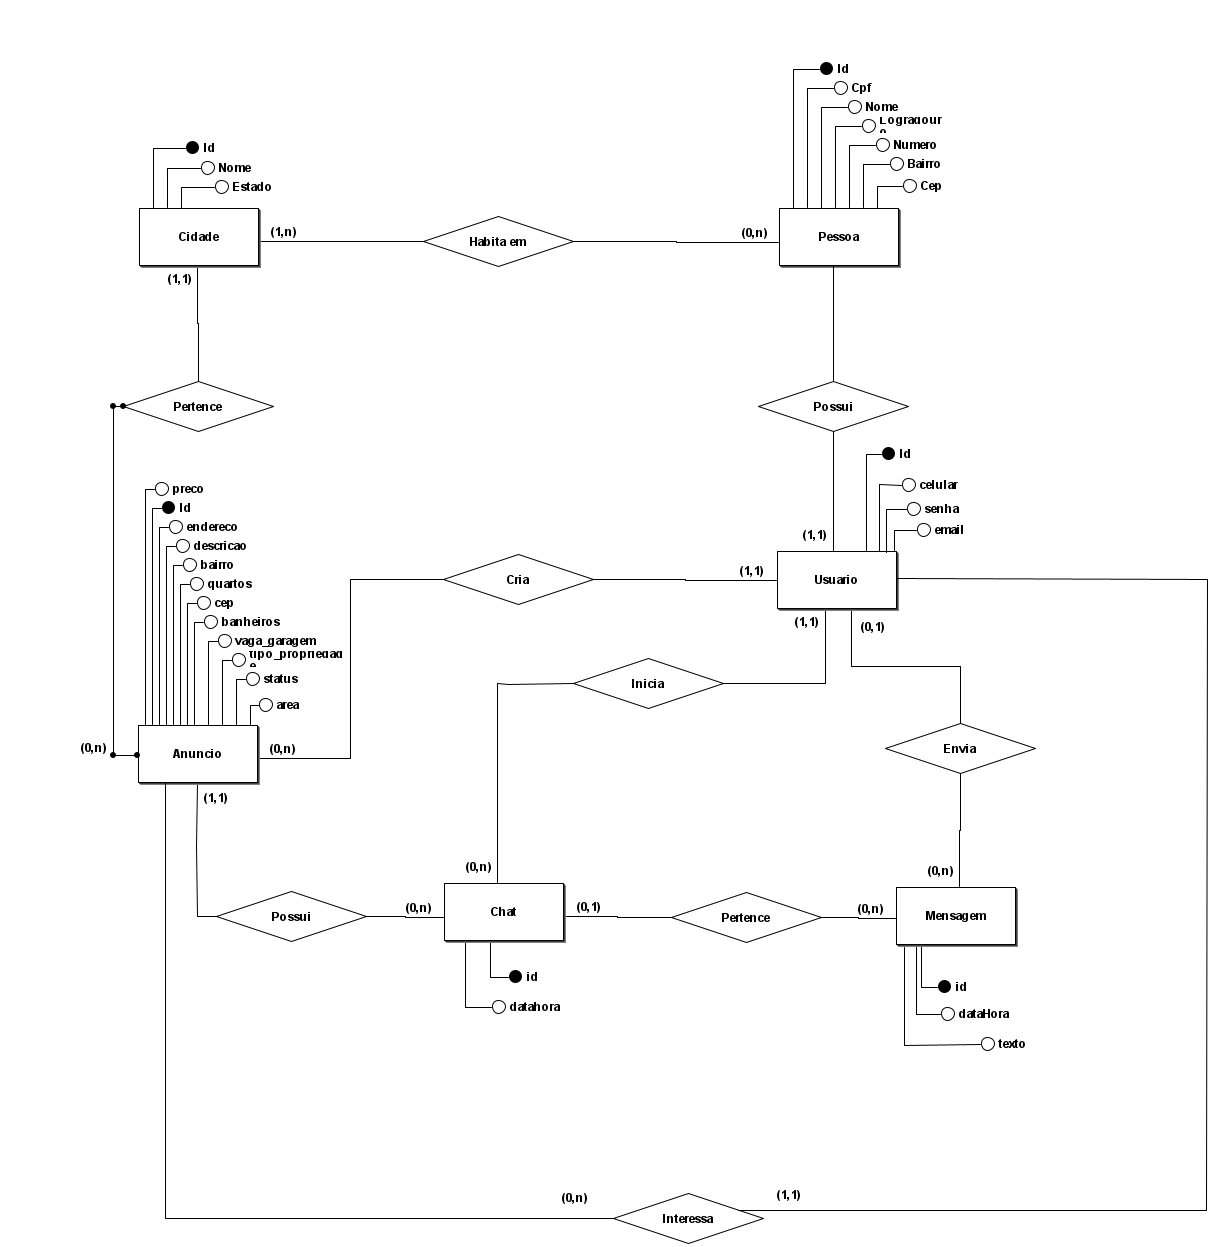 Id
Cpf
Nome
Logradour
o
Numero
Bairro
Cep
Id
Nome
Estado
Cidade
(1,n)
Habita em
(0,n)
Pessoa
(1,1)
Pertence
Possui
Id
celular
senha
email
(1,1)
preco
Id
endereco
descricao
bairro
quartos
cep
banheiros
vaga_garagem
tipo_propriedad
e
status
area
Cria
(1,1)
Usuario
(1,1)
(0,1)
Inicia
Envia
(0,n)
Anuncio
(0,n)
(1,1)
(0,n)
(0,n)
Possui
(0,n)
Chat
(0,1)
Pertence
(0,n)
Mensagem
id
datahora
id
dataHora
texto
(0,n)
Interessa
(1,1)